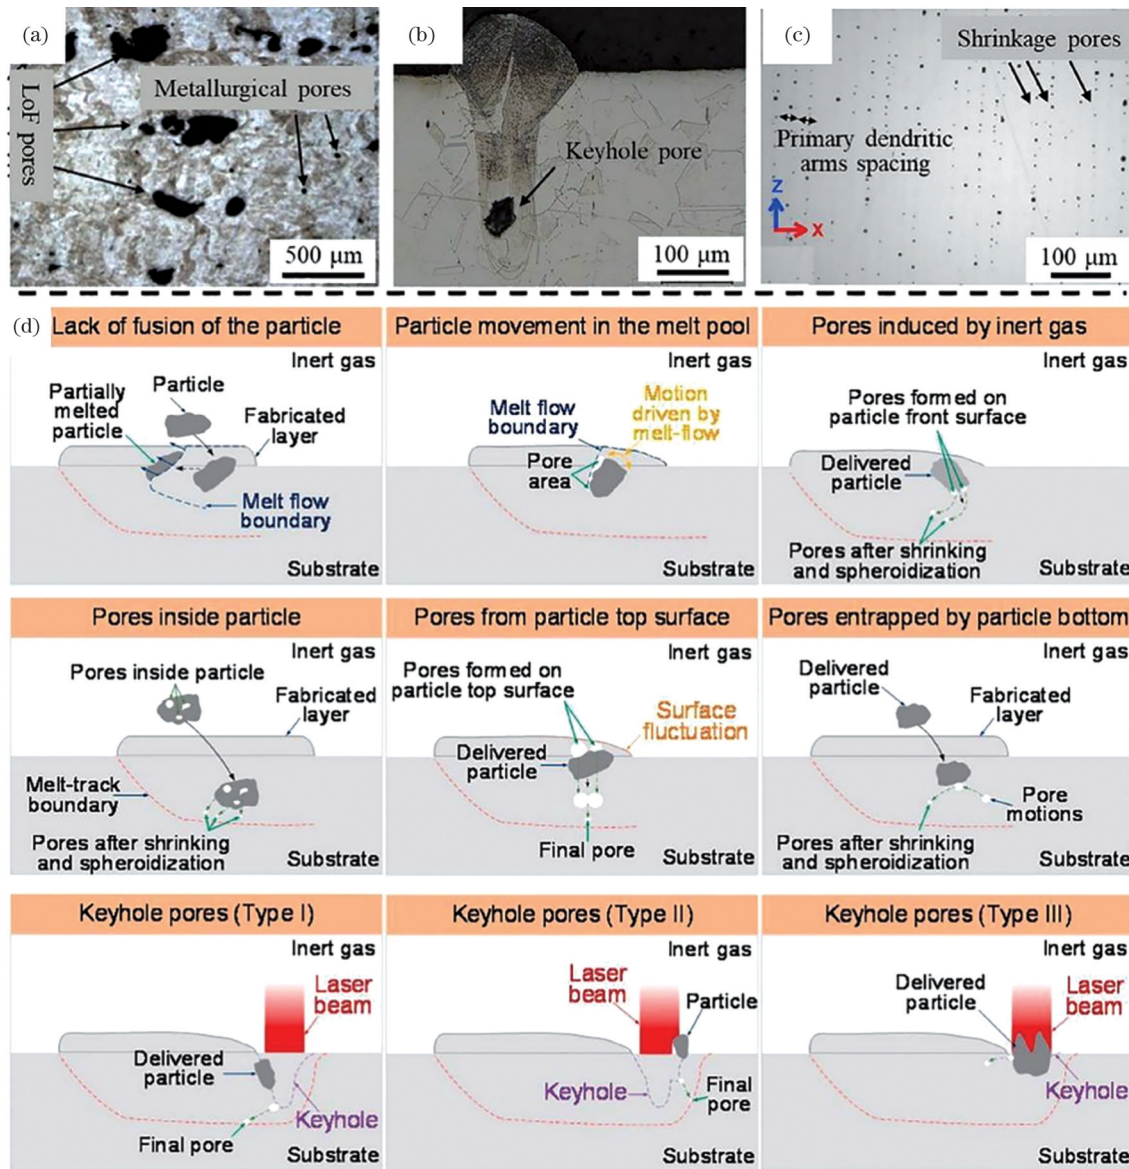 (a)
LoF pores
Metallurgical pores
500 μm
(b)
Keyhole pore
100 μm
(c)
Shrinkage pores
Primary dendritic
arms spacing
Z
X
100 μm
(d)
Lack of fusion of the particle
Inert gas
Particle
Partially
melted
particle
Fabricated
layer
Melt flow
boundary
Substrate
Particle movement in the melt pool
Inert gas
Melt flow
boundary
Motion
driven by
melt-flow
Pore
area
Substrate
Pores induced by inert gas
Inert gas
Pores formed on
particle front surface
Delivered
particle
Pores after shrinking
and spheroidization
Substrate
Pores inside particle
Inert gas
Pores inside particle
Fabricated
layer
Melt-track
boundary
Pores after shrinking
and spheroidization
Substrate
Pores from particle top surface
Inert gas
Pores formed on
particle top surface
Surface
fluctuation
Delivered
particle
Final pore
Substrate
Pores entrapped by particle bottom
Inert gas
Delivered
particle
Fabricated
layer
Pore
motions
Pores after shrinking
and spheroidization
Substrate
Keyhole pores (Type I)
Inert gas
Laser
beam
Delivered
particle
Keyhole
Final pore
Substrate
Keyhole pores (Type II)
Inert gas
Laser
beam
Particle
Keyhole
Final
pore
Substrate
Keyhole pores (Type III)
Inert gas
Delivered
particle
Laser
beam
Keyhole
Substrate